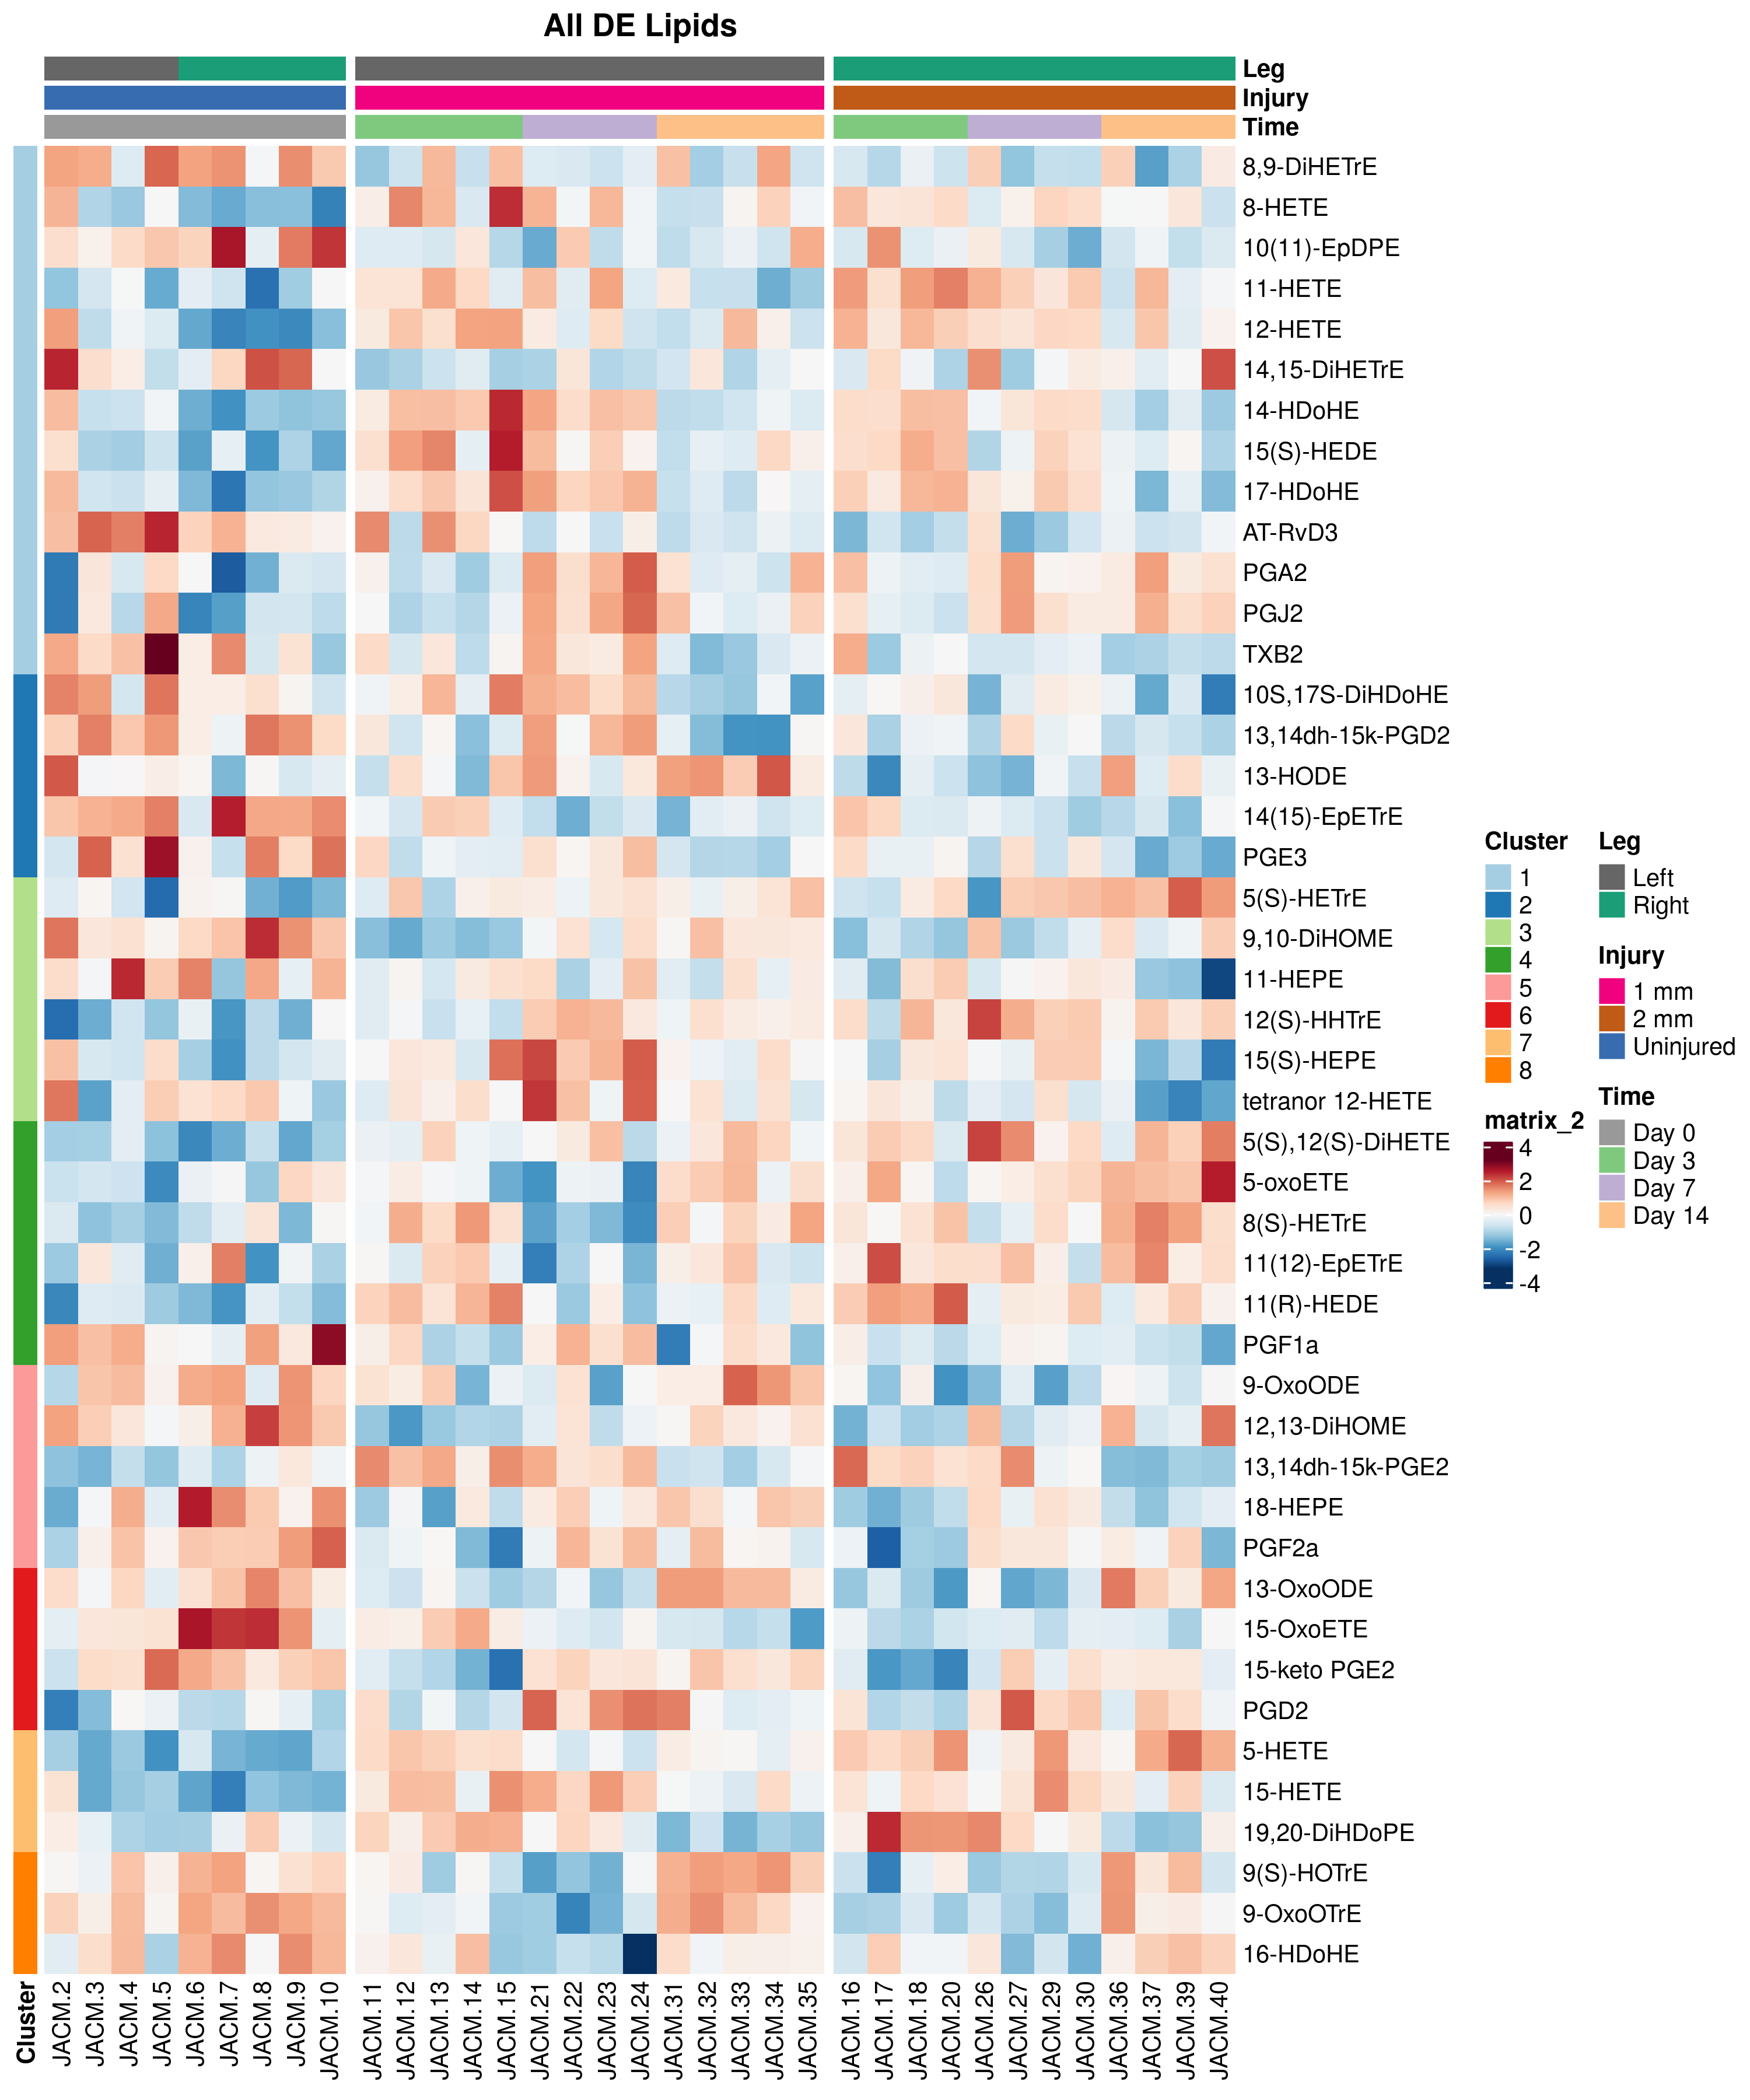 All DE Lipids
Leg
Injury
Time
8,9-DiHETrE
8-HETE
10(11)-EpDPE
11-HETE
12-HETE
14,15-DiHETrE
14-HDoHE
15(S)-HEDE
17-HDoHE
AT-RvD3
PGA2
PGJ2
TXB2
10S,17S-DiHDoHE
13,14dh-15k-PGD2
13-HODE
14(15)-EpETrE
PGE3
5(S)-HETrE
9,10-DiHOME
11-HEPE
12(S)-HHTrE
15(S)-HEPE
tetranor 12-HETE
5(S),12(S)-DiHETE
5-oxoETE
8(S)-HETrE
11(12)-EpETrE
11(R)-HEDE
PGF1a
9-OxoODE
12,13-DiHOME
13,14dh-15k-PGE2
18-HEPE
PGF2a
13-OxoODE
15-OxoETE
15-keto PGE2
PGD2
5-HETE
15-HETE
19,20-DiHDoPE
9(S)-HOTrE
9-OxoOTrE
16-HDoHE
Cluster
1
2
3
4
5
6
7
8
matrix_2
4
2
0
-2
-4
Leg
Left
Right
Injury
1 mm
2 mm
Uninjured
Time
Day 0
Day 3
Day 7
Day 14
Cluster
JACM.2
JACM.3
JACM.4
JACM.5
JACM.6
JACM.7
JACM.8
JACM.9
JACM.10
JACM.11
JACM.12
JACM.13
JACM.14
JACM.15
JACM.21
JACM.22
JACM.23
JACM.24
JACM.31
JACM.32
JACM.33
JACM.34
JACM.35
JACM.16
JACM.17
JACM.18
JACM.20
JACM.26
JACM.27
JACM.29
JACM.30
JACM.36
JACM.37
JACM.39
JACM.40